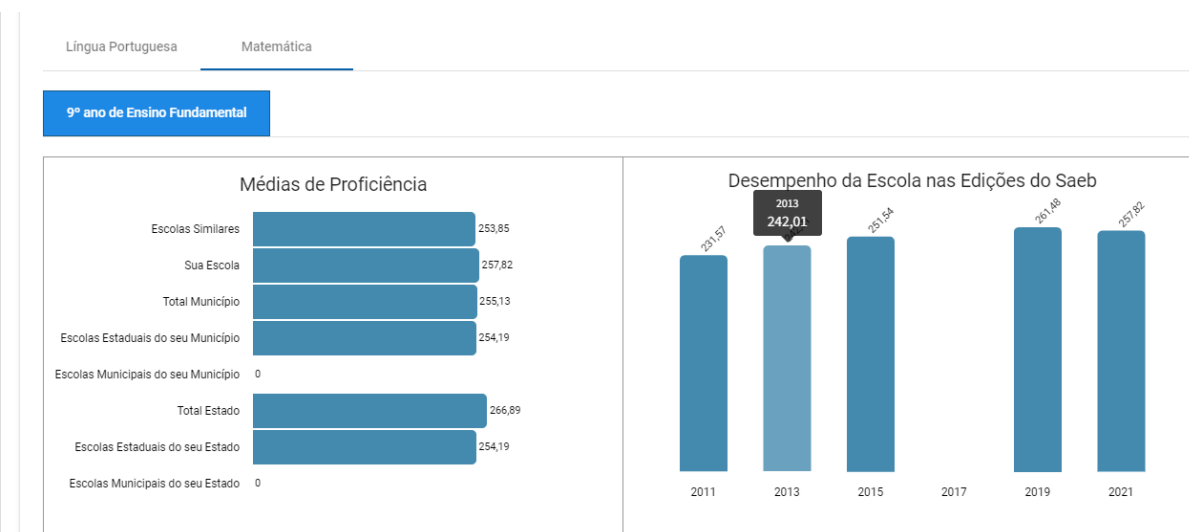 Língua Portuguesa
Matemática
9º ano de Ensino Fundamental
Médias de Proficiência
Escolas Similares 253,85
Sua Escola 257,82
Total Município 255,13
Escolas Estaduais do seu Município 254,19
Escolas Municipais do seu Município 0
Total Estado 266,89
Escolas Estaduais do seu Estado 254,19
Escolas Municipais do seu Estado 0
Desempenho da Escola nas Edições do Saeb
2013
242,01
231,57
251,54
261,48
257,82
2011 2013 2015 2017 2019 2021